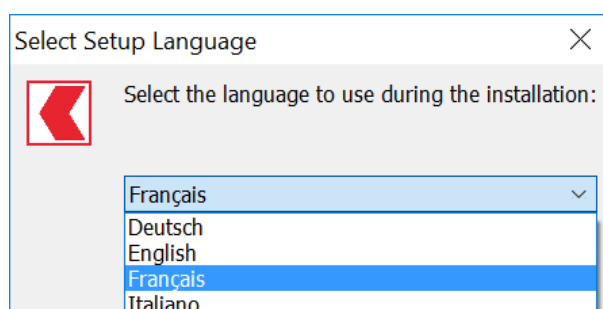 Select Setup Language
Select the language to use during the installation:
Français
Deutsch
English
Français
Italiano